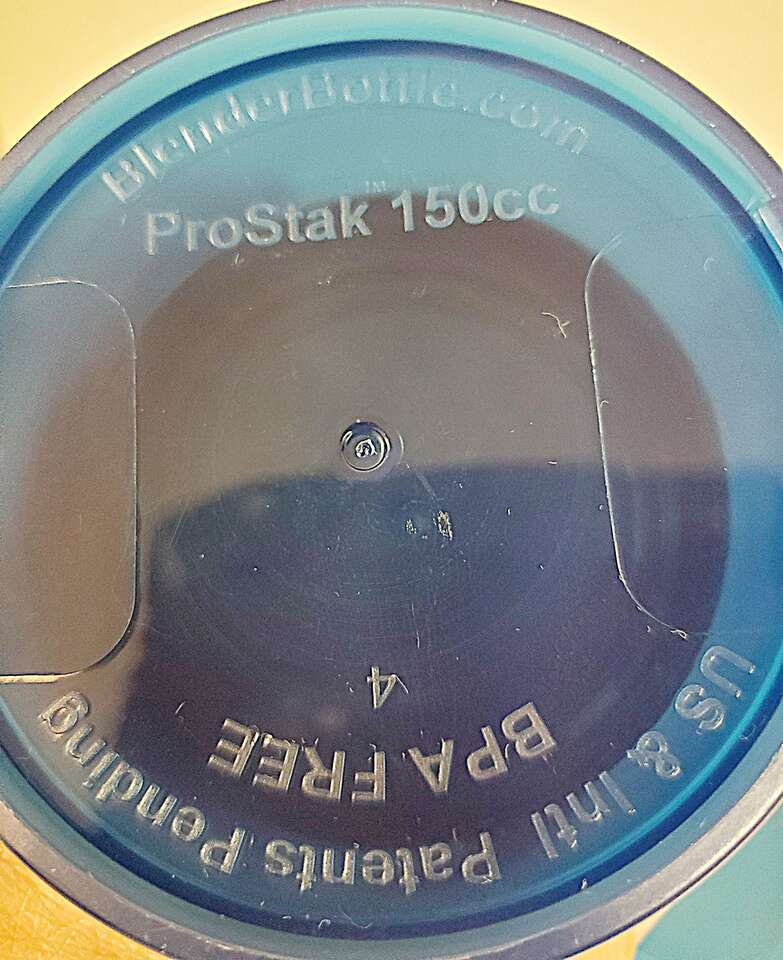 BlenderBottle.com
ProStak™ 150cc
4
BPA FREE
US & Intl Patents Pending